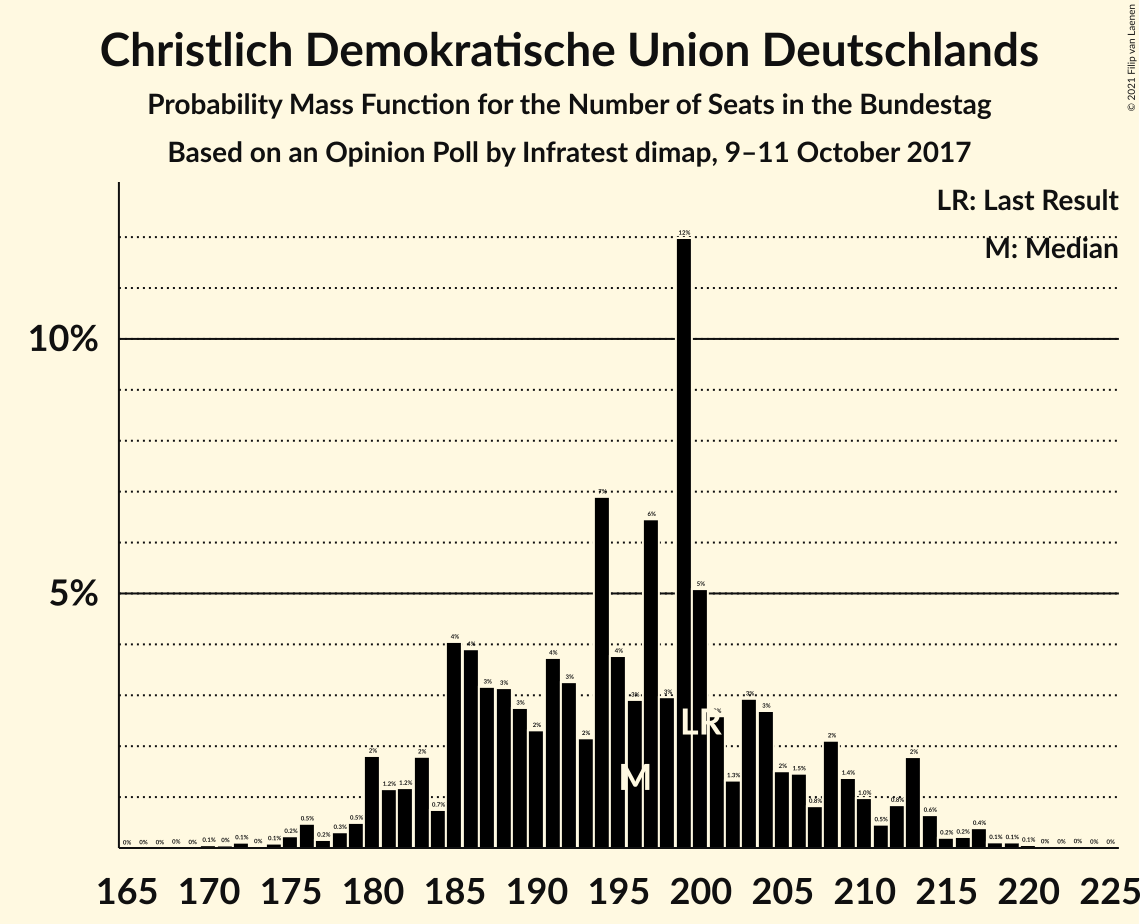 Christlich Demokratische Union Deutschlands
Probability Mass Function for the Number of Seats in the Bundestag
Based on an Opinion Poll by Infratest dimap, 9–11 October 2017
© 2021 Filip van Laenen
LR: Last Result
M: Median
10%
5%
0% 0% 0% 0% 0% 0.1% 0% 0.1% 0% 0.1% 0.2% 0.5% 0.2% 0.3% 0.5% 2% 1.2% 1.2% 2% 0.7% 4% 4% 3% 3% 3% 2% 4% 3% 2% 7% 4% 3% 6% 3% 12% 5% 1.3% 3% 3% 2% 1.5% 0.8% 2% 1.4% 1.0% 0.5% 0.8% 2% 0.6% 0.2% 0.2% 0.4% 0.1% 0.1% 0.1% 0% 0% 0% 0% 0%
LR
M
165 170 175 180 185 190 195 200 205 210 215 220 225